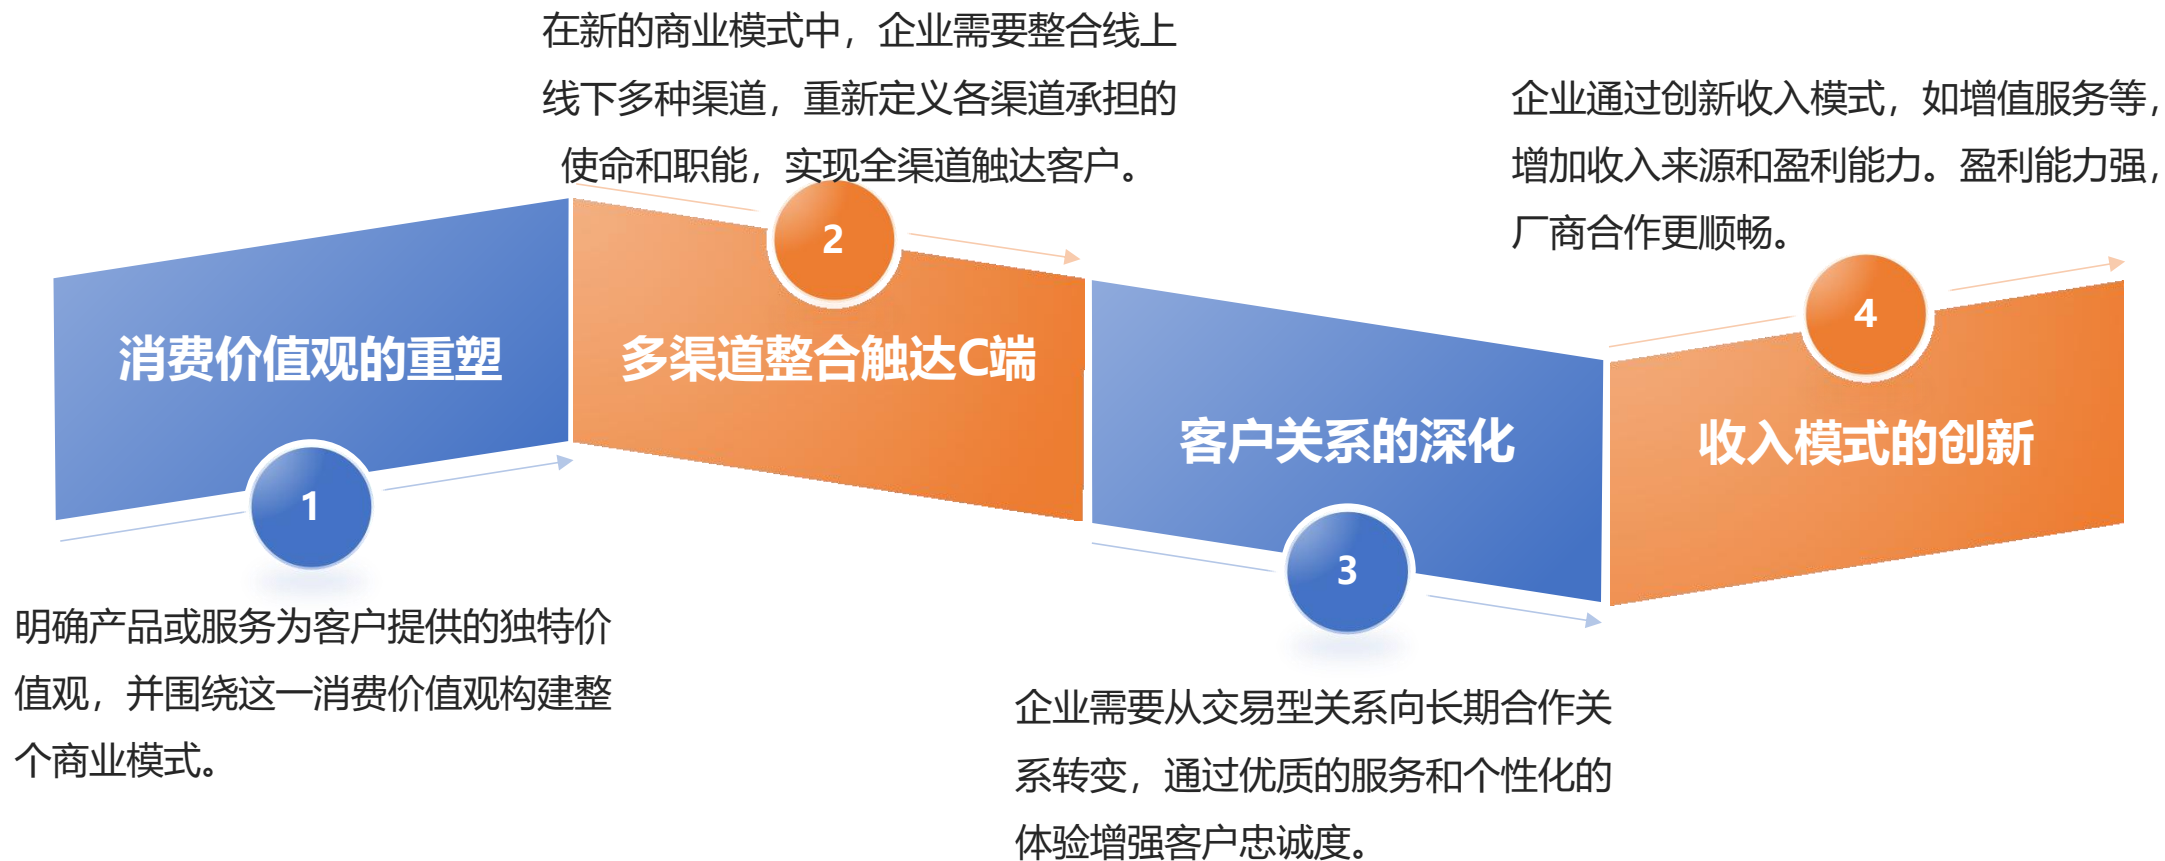 消费价值观的重塑
1
明确产品或服务为客户提供的独特价
值观，并围绕这一消费价值观构建整
个商业模式。
在新的商业模式中，企业需要整合线上
线下多种渠道，重新定义各渠道承担的
使命和职能，实现全渠道触达客户。
2
多渠道整合触达C端
客户关系的深化
3
企业需要从交易型关系向长期合作关
系转变，通过优质的服务和个性化的
体验增强客户忠诚度。
企业通过创新收入模式，如增值服务等，
增加收入来源和盈利能力。盈利能力强，
厂商合作更顺畅。
4
收入模式的创新